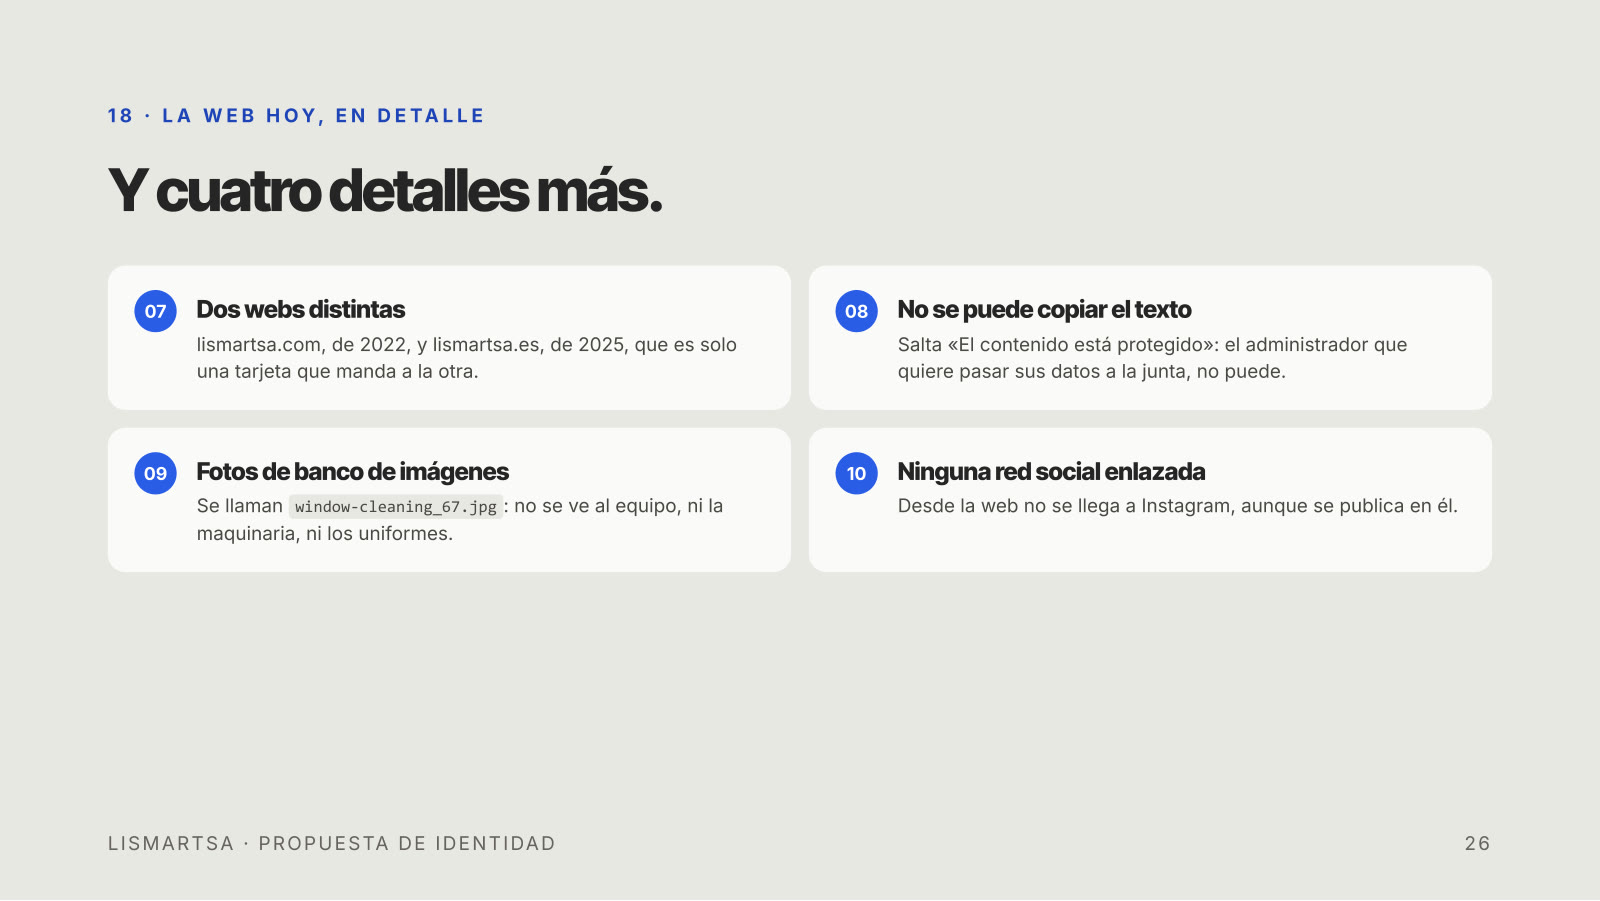 18 · LA WEB HOY, EN DETALLE
Y cuatro detalles más.
07
Dos webs distintas
lismartsa.com, de 2022, y lismartsa.es, de 2025, que es solo
una tarjeta que manda a la otra.
08
No se puede copiar el texto
Salta «El contenido está protegido»: el administrador que
quiere pasar sus datos a la junta, no puede.
09
Fotos de banco de imágenes
Se llaman window-cleaning_67.jpg: no se ve al equipo, ni la
maquinaria, ni los uniformes.
10
Ninguna red social enlazada
Desde la web no se llega a Instagram, aunque se publica en él.
LISMARTSA · PROPUESTA DE IDENTIDAD
26